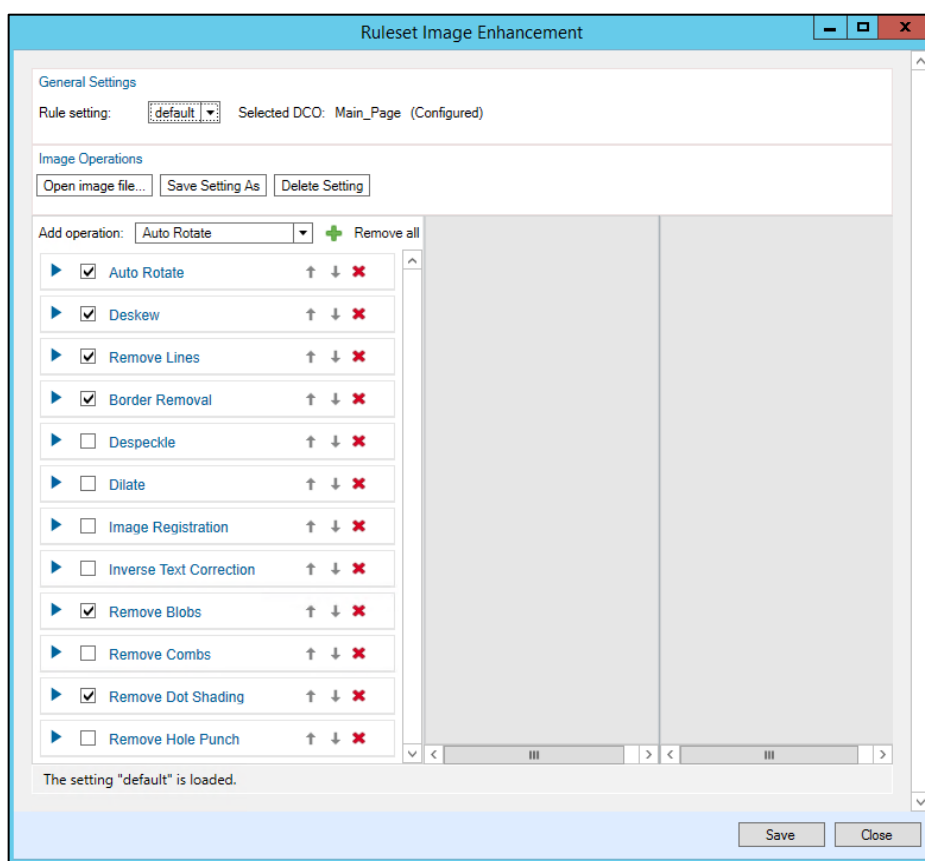 Ruleset Image Enhancement
General Settings
Rule setting: default Selected DCO: Main_Page (Configured)
Image Operations
Open image file... Save Setting As Delete Setting
Add operation: Auto Rotate Remove all
Auto Rotate
Deskew
Remove Lines
Border Removal
Despeckle
Dilate
Image Registration
Inverse Text Correction
Remove Blobs
Remove Combs
Remove Dot Shading
Remove Hole Punch
The setting "default" is loaded.
Save Close